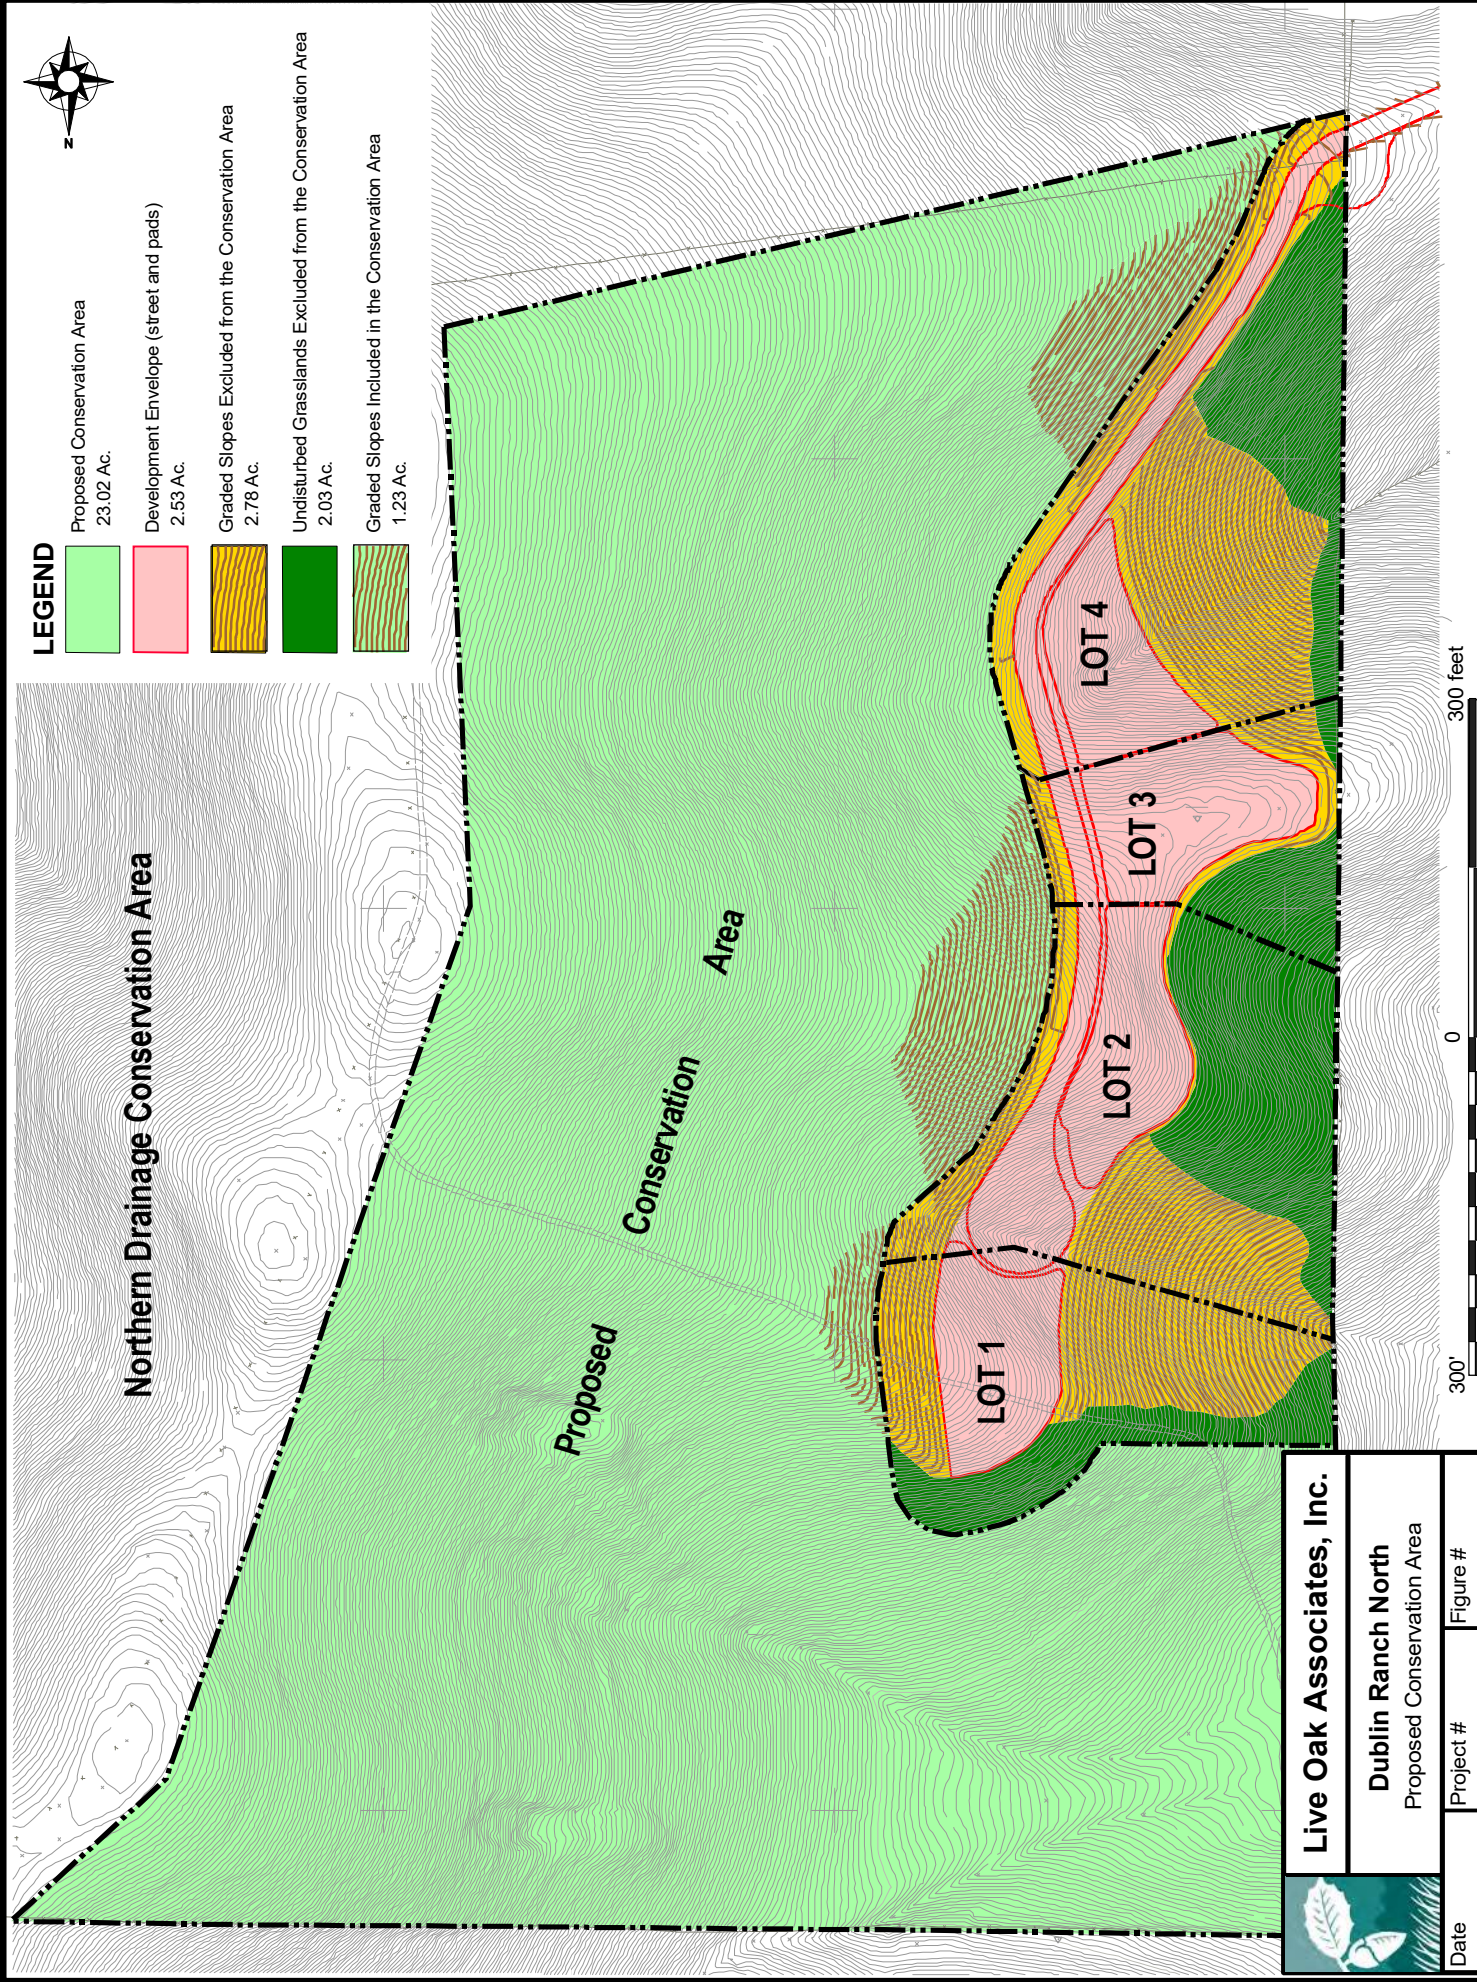 N
LEGEND
Proposed Conservation Area
23.02 Ac.
Development Envelope (street and pads)
2.53 Ac.
Graded Slopes Excluded from the Conservation Area
2.78 Ac.
Undisturbed Grasslands Excluded from the Conservation Area
2.03 Ac.
Graded Slopes Included in the Conservation Area
1.23 Ac.
Northern Drainage Conservation Area
Proposed
Conservation
Area
LOT 1
LOT 2
LOT 3
LOT 4
300'
0
300 feet
Live Oak Associates, Inc.
Dublin Ranch North
Proposed Conservation Area
Date
Project #
Figure #